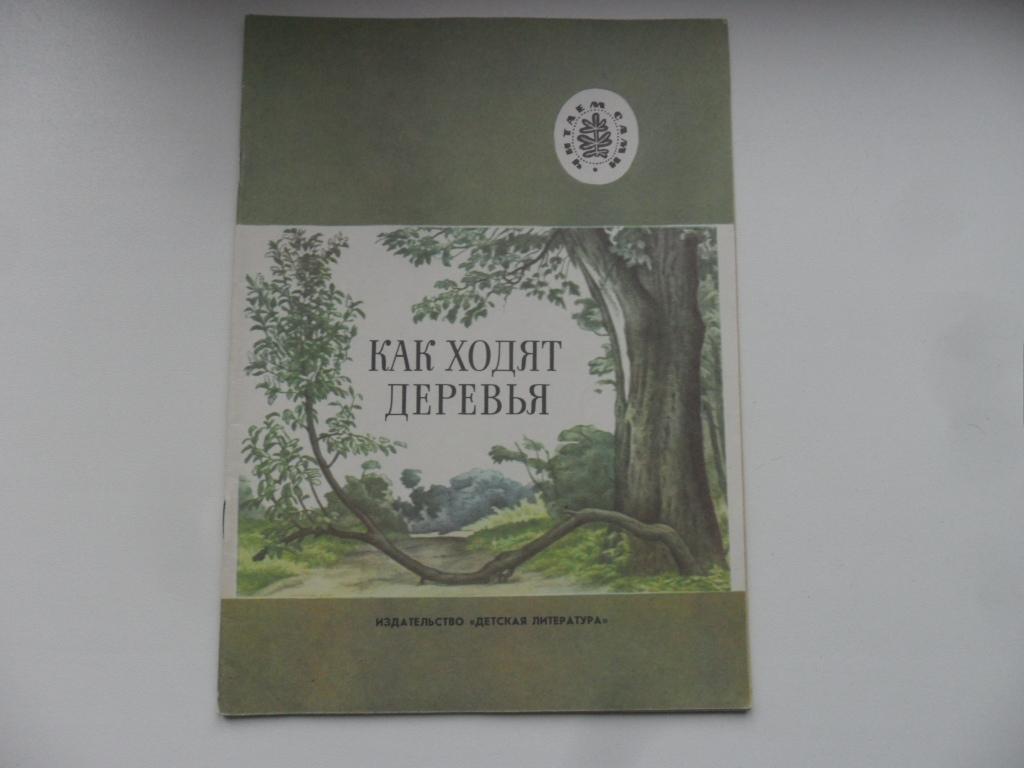 ЧИТАЕМ САМИ
КАК ХОДЯТ
ДЕРЕВЬЯ
ИЗДАТЕЛЬСТВО «ДЕТСКАЯ ЛИТЕРАТУРА»